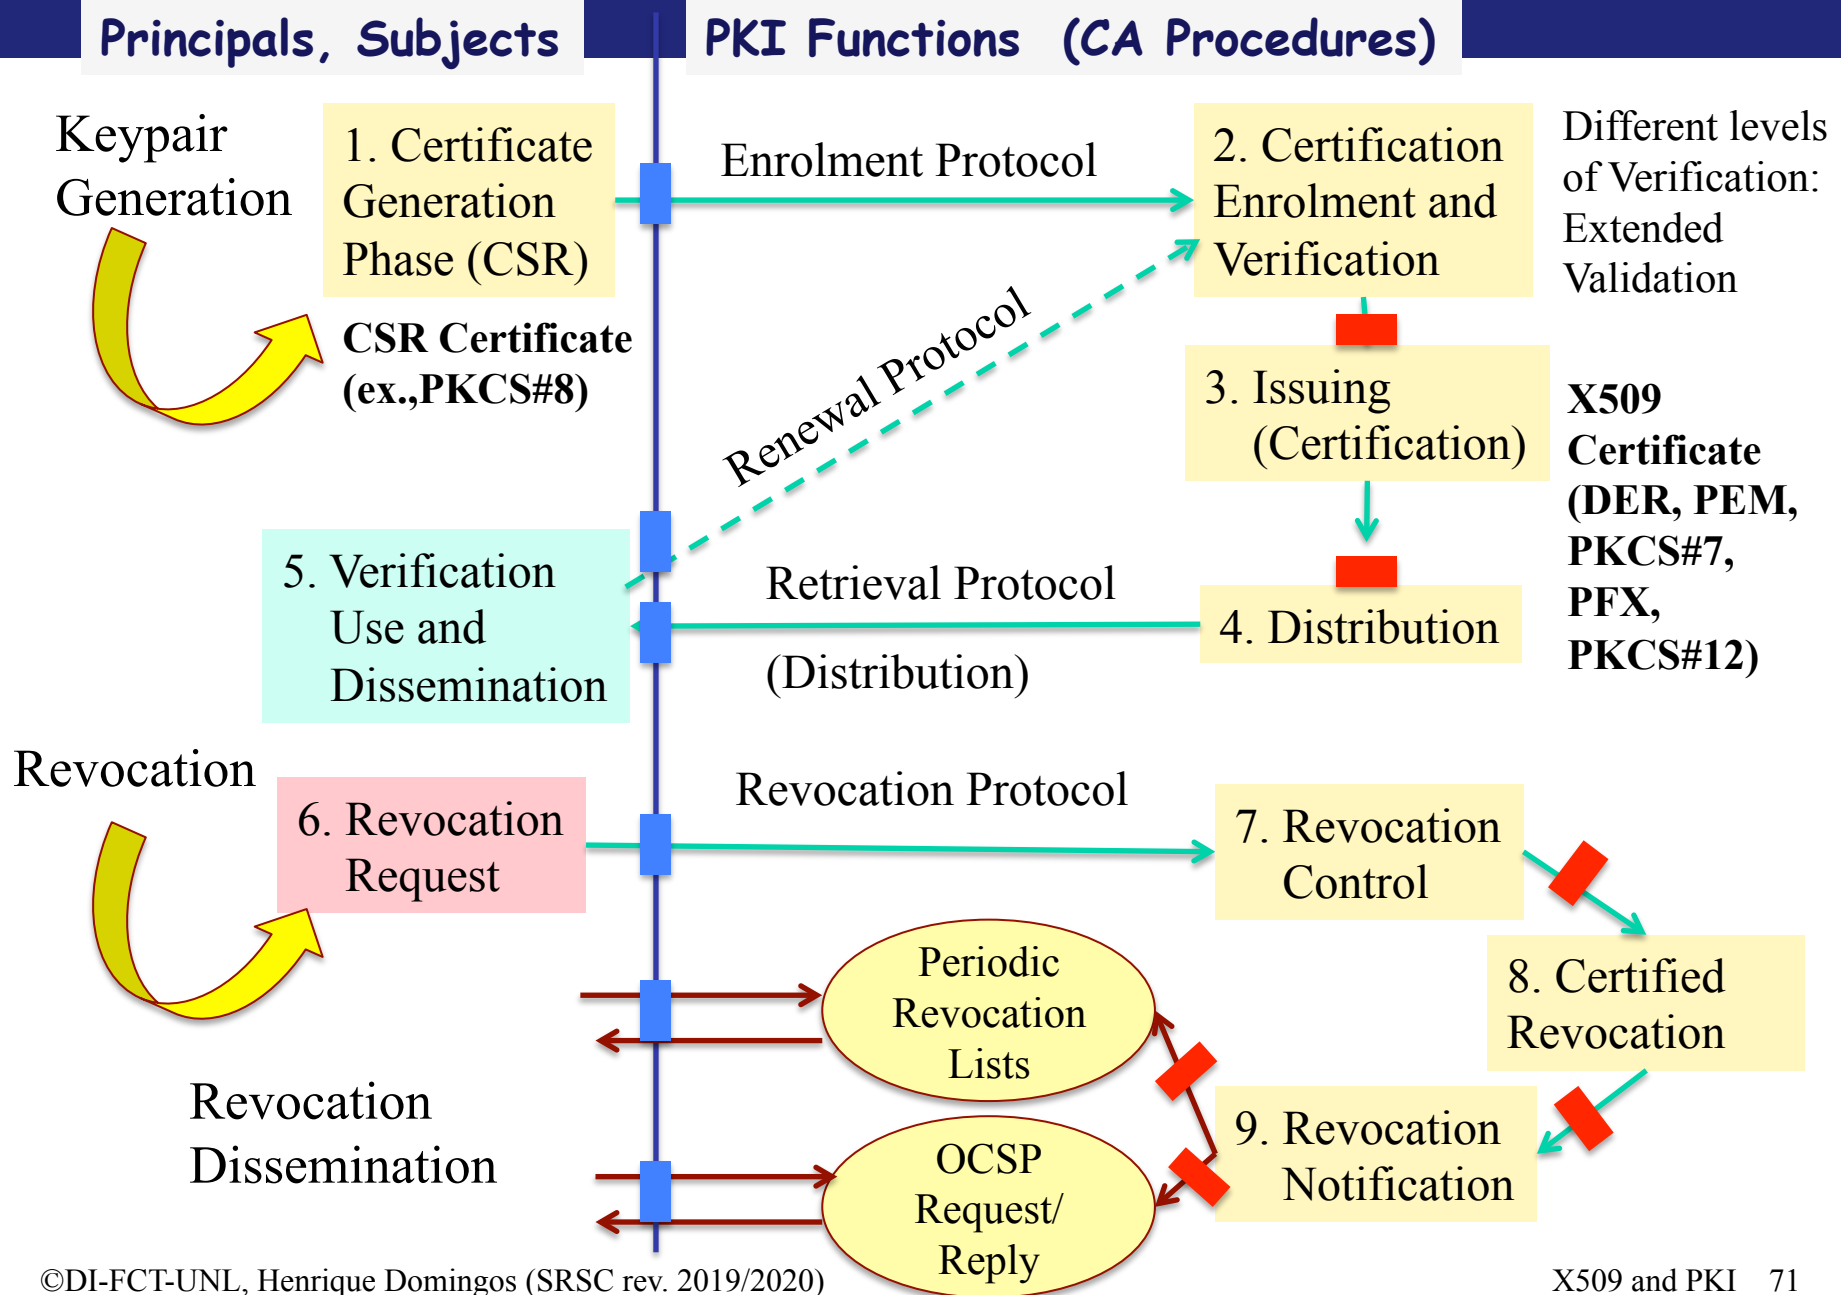 Principals, Subjects
PKI Functions (CA Procedures)
Keypair
Generation
1. Certificate
Generation
Phase (CSR)
CSR Certificate
(ex.,PKCS#8)
Enrolment Protocol
2. Certification
Enrolment and
Verification
Different levels
of Verification:
Extended
Validation
Renewal Protocol
3. Issuing
(Certification)
X509
Certificate
(DER, PEM,
PKCS#7,
PFX,
PKCS#12)
5. Verification
Use and
Dissemination
Retrieval Protocol
(Distribution)
4. Distribution
Revocation
6. Revocation
Request
Revocation Protocol
7. Revocation
Control
8. Certified
Revocation
Periodic
Revocation
Lists
9. Revocation
Notification
Revocation
Dissemination
OCSP
Request/
Reply
©DI-FCT-UNL, Henrique Domingos (SRSC rev. 2019/2020)
X509 and PKI 71